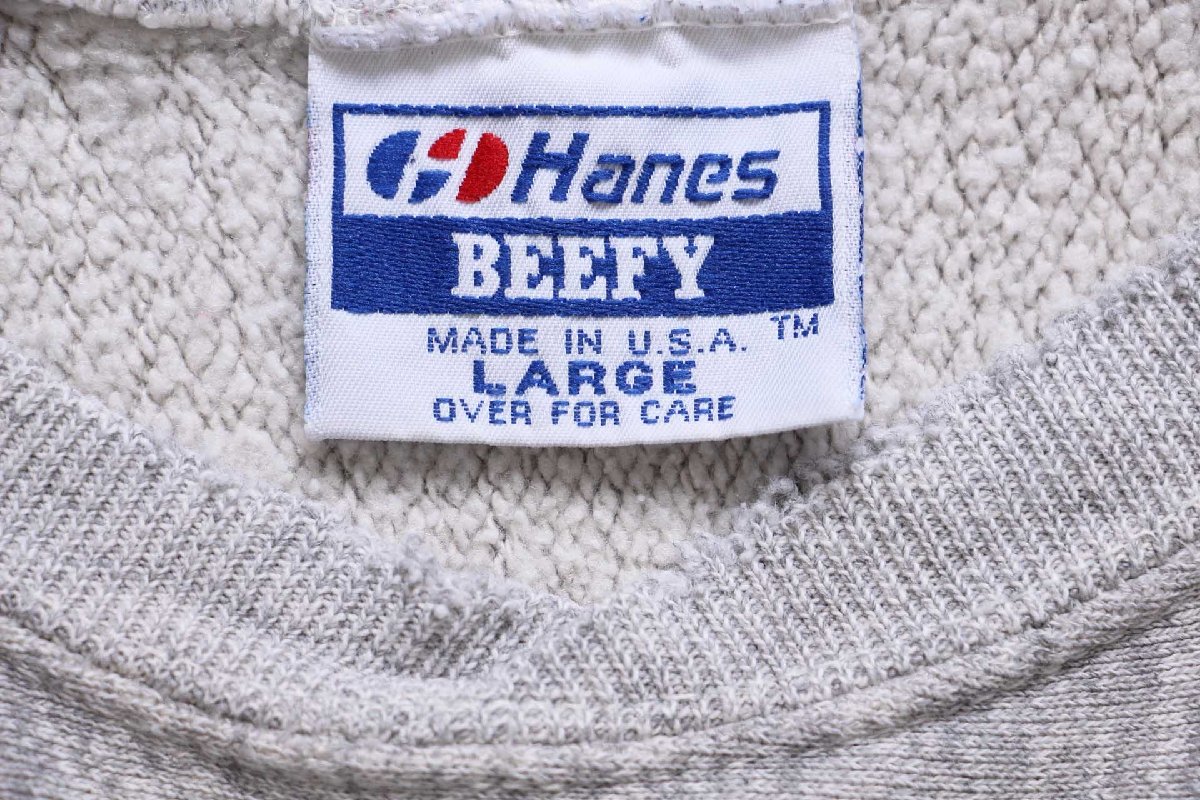 Hanes
BEEFY
MADE IN U.S.A. TM
LARGE
OVER FOR CARE